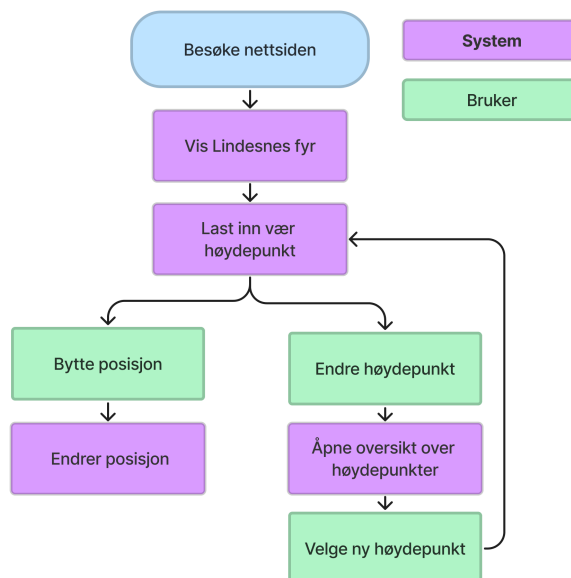 Besøke nettsiden
System
Bruker
Vis Lindesnes fyr
Last inn vær
høydepunkt
Bytte posisjon
Endre høydepunkt
Endrer posisjon
Åpne oversikt over
høydepunkter
Velge ny høydepunkt